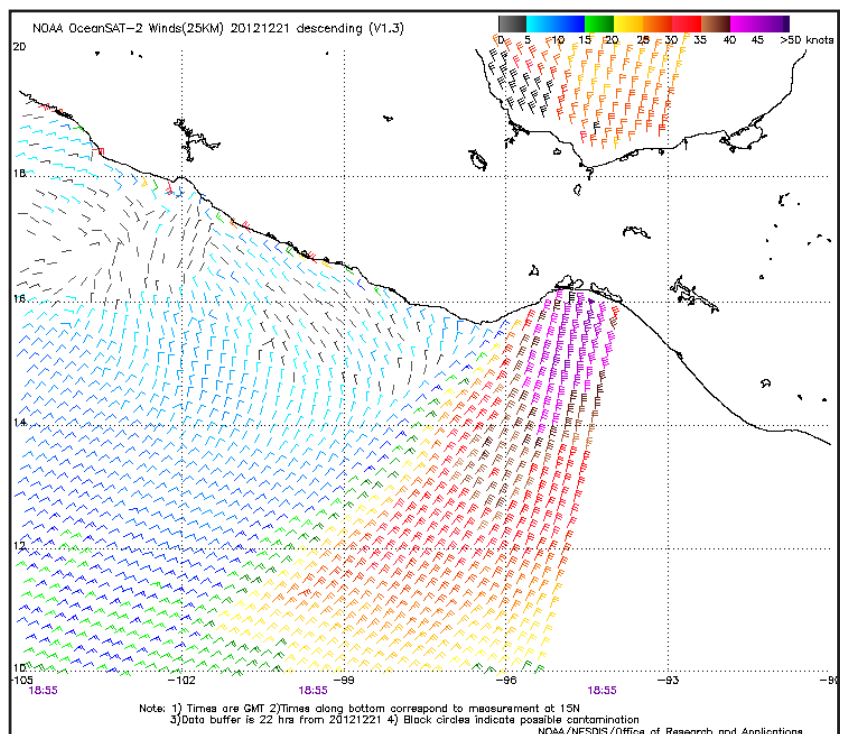 NOAA OceanSAT-2 Winds(25KM) 20121221 descending (V1.3)
0 5 10 15 20 25 30 35 40 45 >50 knots
20
18
16
14
12
10
-105 -102 -99 -96 -93 -90
18:55 18:55 18:55
Note: 1) Times are GMT 2)Times along bottom correspond to measurement at 15N
3)Data buffer is 22 hrs from 20121221 4) Black circles indicate possible contamination
NOAA/NESDIS/Office of Research and Applications